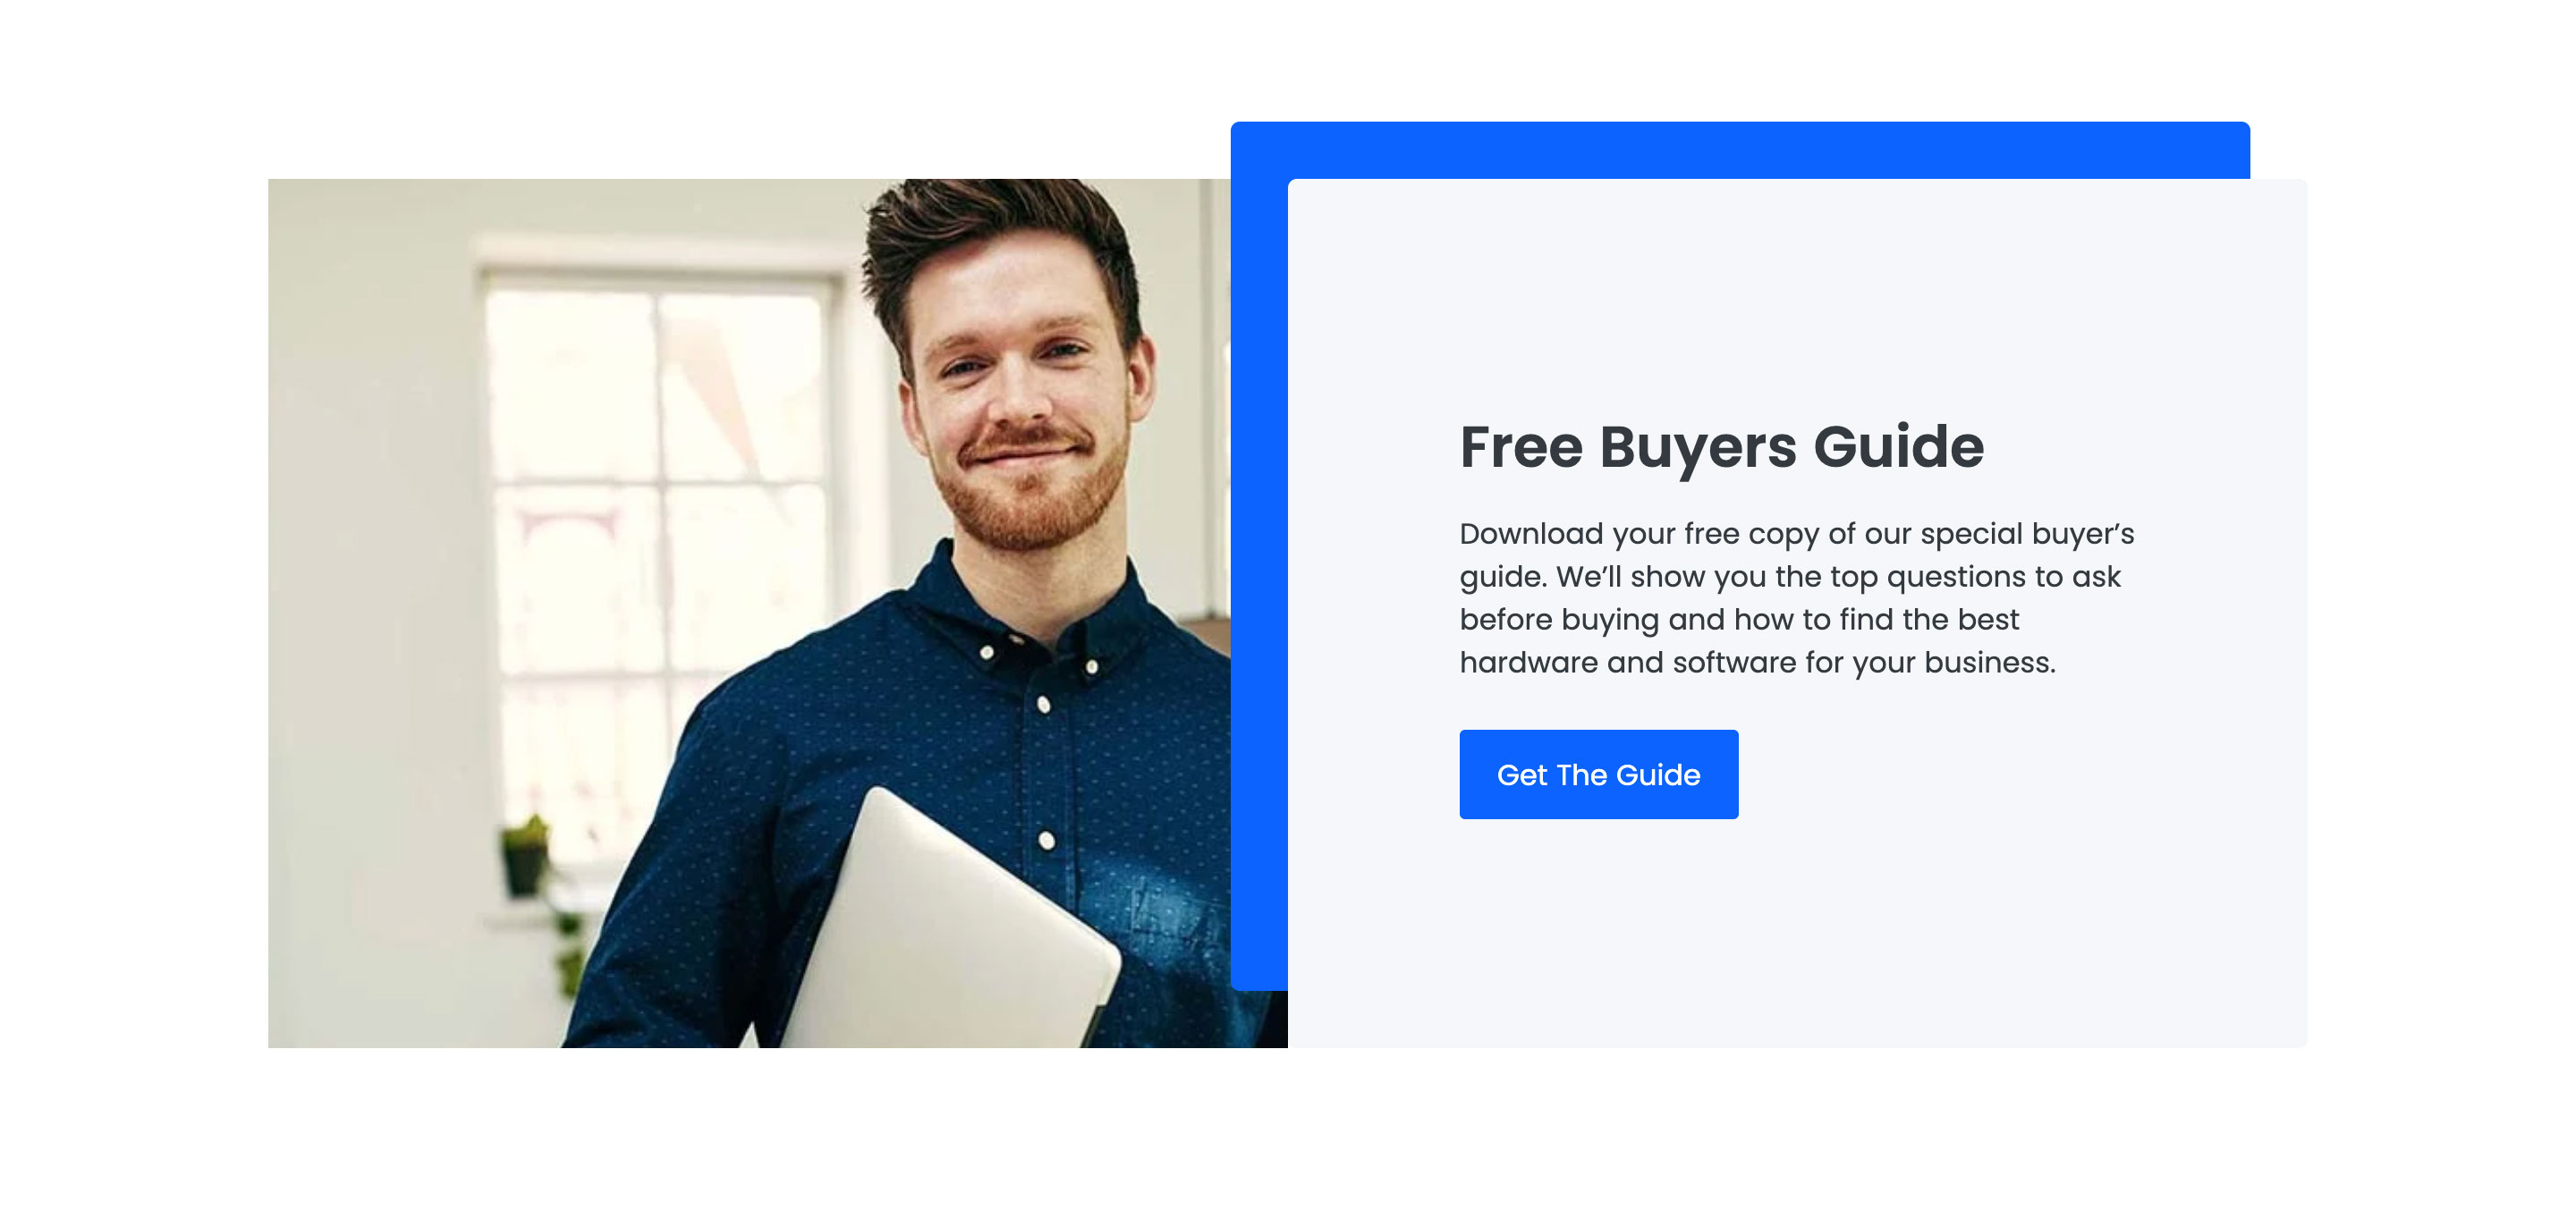 Free Buyers Guide
Download your free copy of our special buyer’s
guide. We’ll show you the top questions to ask
before buying and how to find the best
hardware and software for your business.
Get The Guide